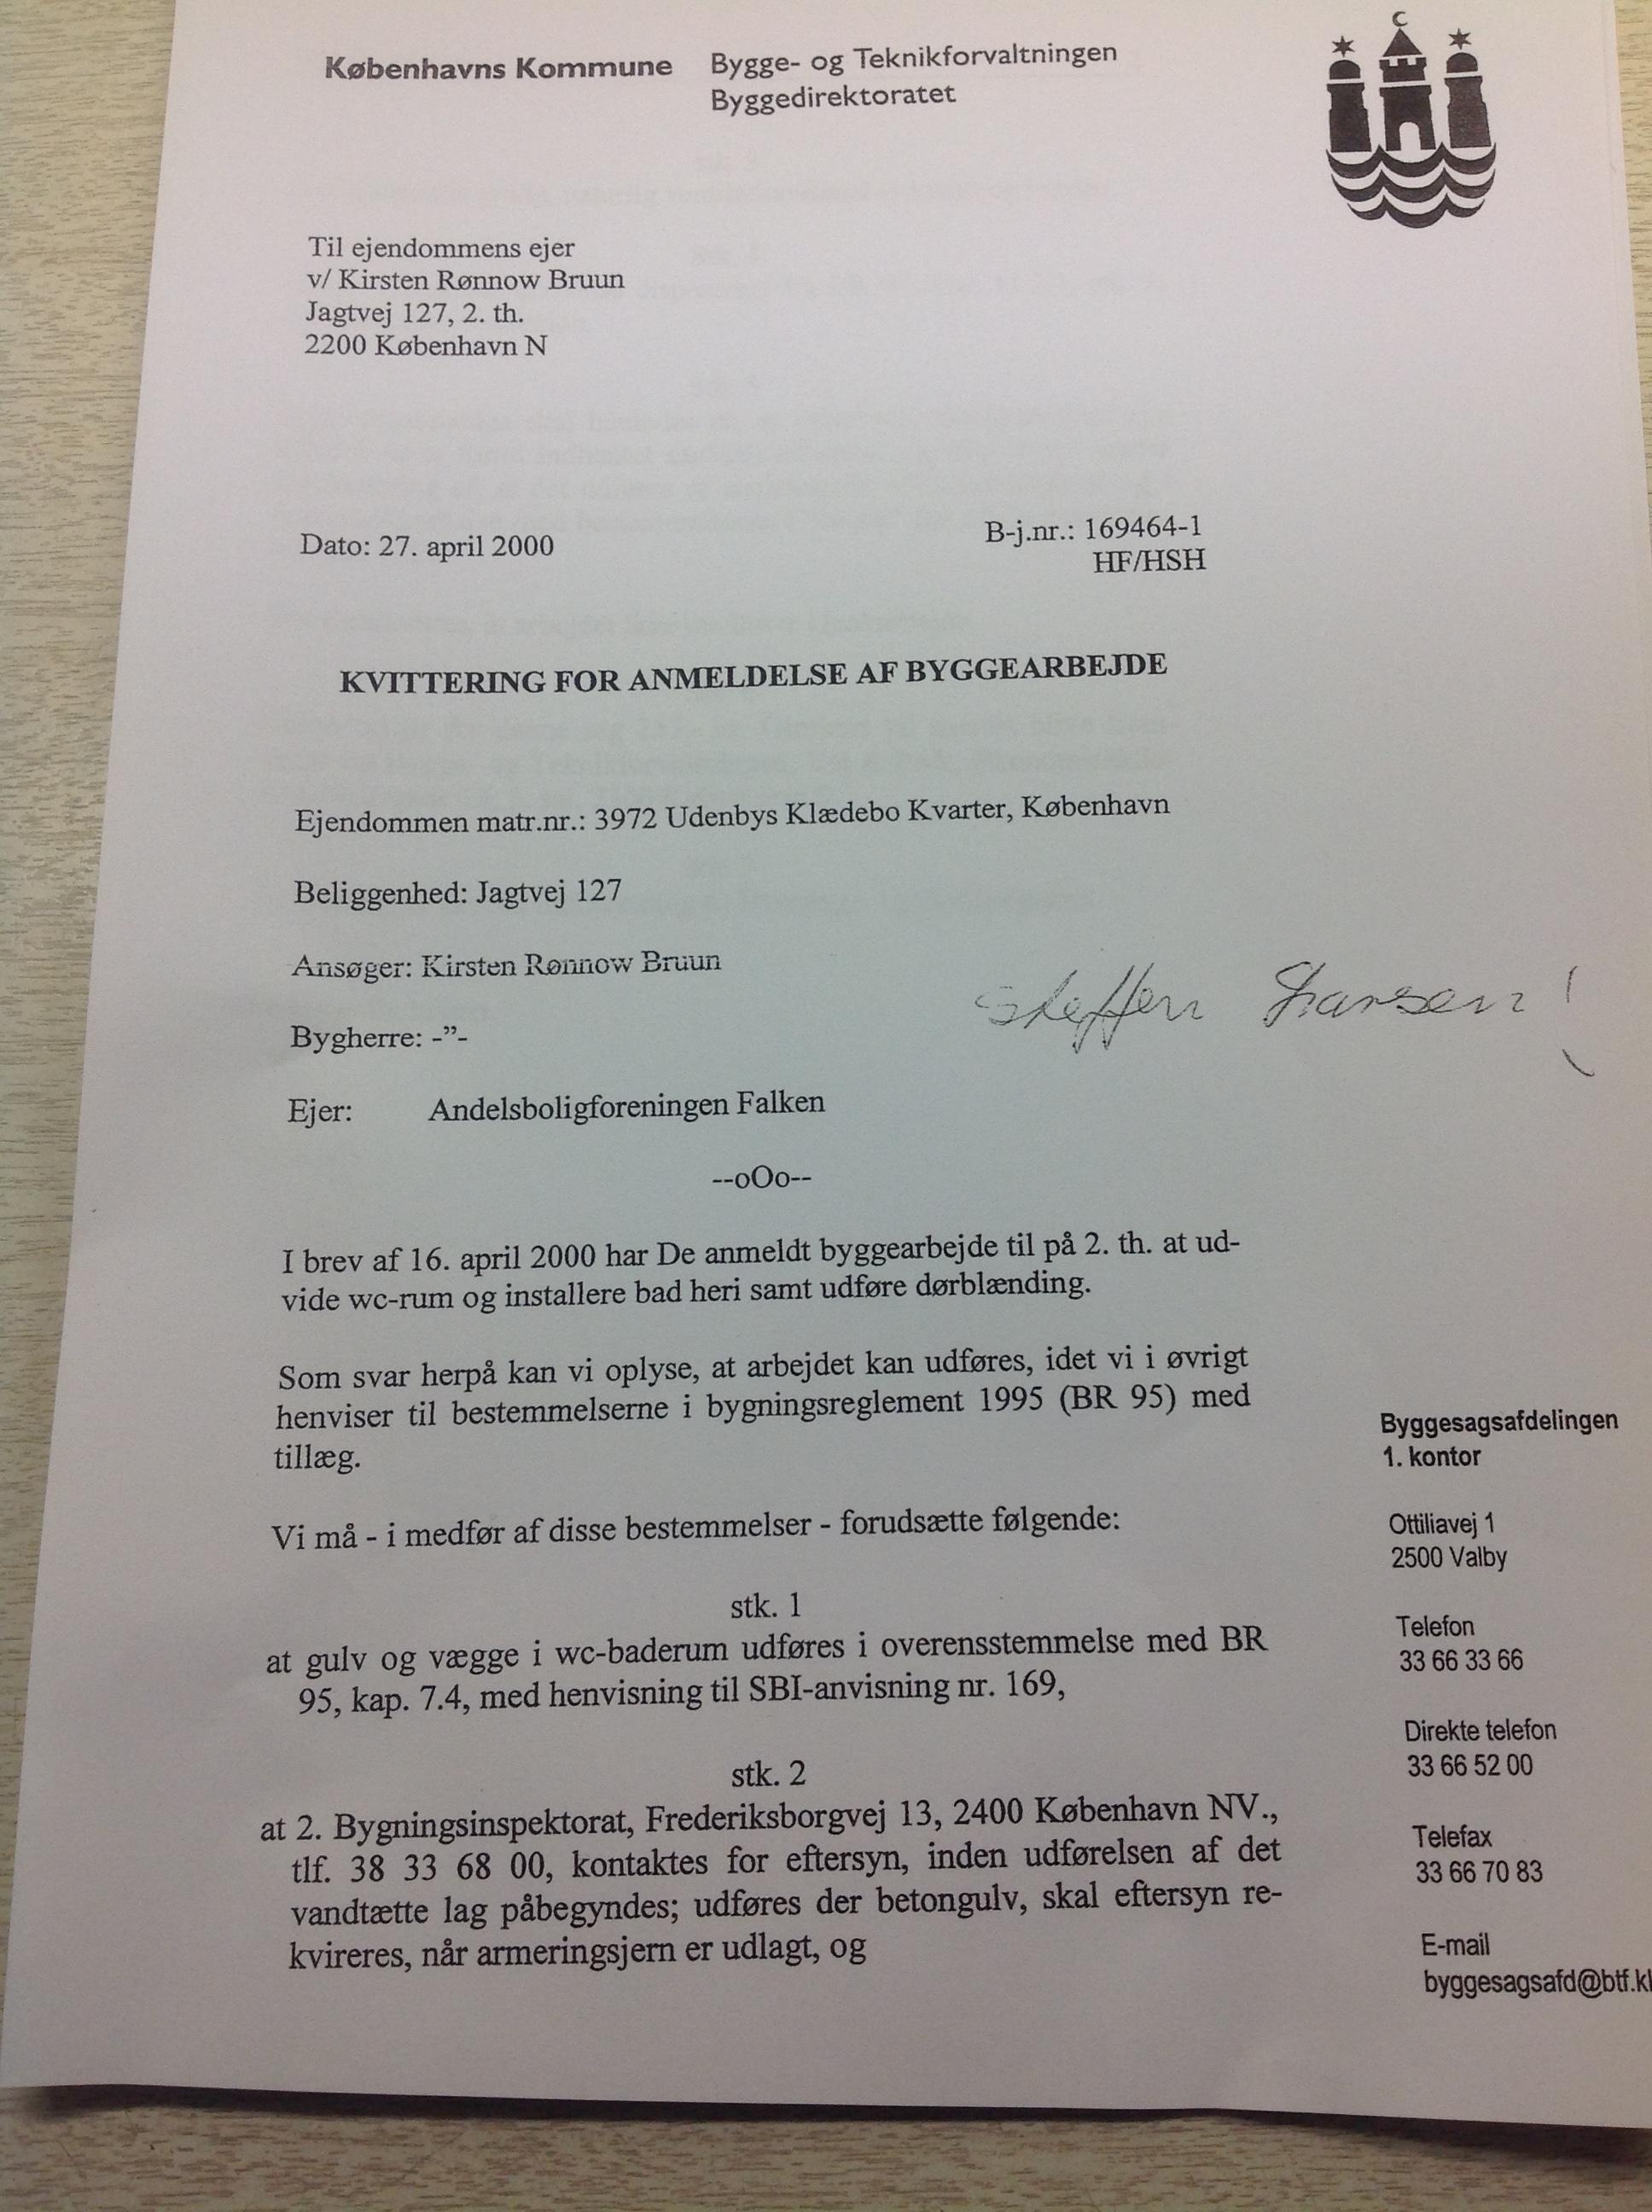 Københavns Kommune Bygge- og Teknikforvaltningen
Byggedirektoratet
Til ejendommens ejer
v/ Kirsten Rønnow Bruun
Jagtvej 127, 2. th.
2200 København N
Dato: 27. april 2000
B-j.nr.: 169464-1
HF/HSH
KVITTERING FOR ANMELDELSE AF BYGGEARBEJDE
Ejendommen matr.nr.: 3972 Udenbys Klædebo Kvarter, København
Beliggenhed: Jagtvej 127
Ansøger: Kirsten Rønnow Bruun
Steffen Larsen !
Bygherre: -”-
Ejer: Andelsboligforeningen Falken
--oOo--
I brev af 16. april 2000 har De anmeldt byggearbejde til på 2. th. at ud-
vide wc-rum og installere bad heri samt udføre dørblænding.
Som svar herpå kan vi oplyse, at arbejdet kan udføres, idet vi i øvrigt
henviser til bestemmelserne i bygningsreglement 1995 (BR 95) med
tillæg.
Vi må - i medfør af disse bestemmelser - forudsætte følgende:
stk. 1
at gulv og vægge i wc-baderum udføres i overensstemmelse med BR
95, kap. 7.4, med henvisning til SBI-anvisning nr. 169,
stk. 2
at 2. Bygningsinspektorat, Frederiksborgvej 13, 2400 København NV.,
tlf. 38 33 68 00, kontaktes for eftersyn, inden udførelsen af det
vandtætte lag påbegyndes; udføres der betongulv, skal eftersyn re-
kvireres, når armeringsjern er udlagt, og
Byggesagsafdelingen
1. kontor
Ottiliavej 1
2500 Valby
Telefon
33 66 33 66
Direkte telefon
33 66 52 00
Telefax
33 66 70 83
E-mail
byggesagsafd@btf.kl